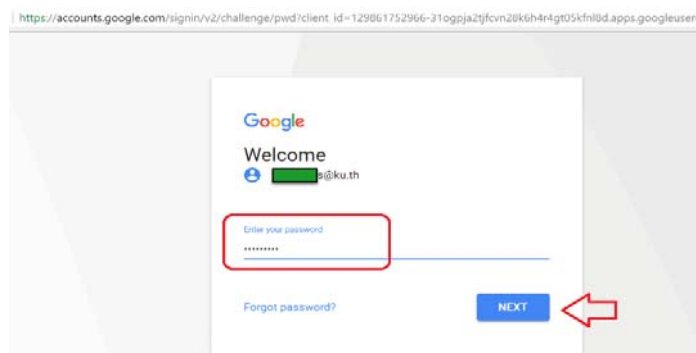 https://accounts.google.com/signin/v2/challenge/pwd?client_id=129861752966-31ogpja2tjfcvn28k6h4r4gt05kfnl8d.apps.googleuser
Google
Welcome
s@ku.th
Enter your password
•••••••••
Forgot password?
NEXT